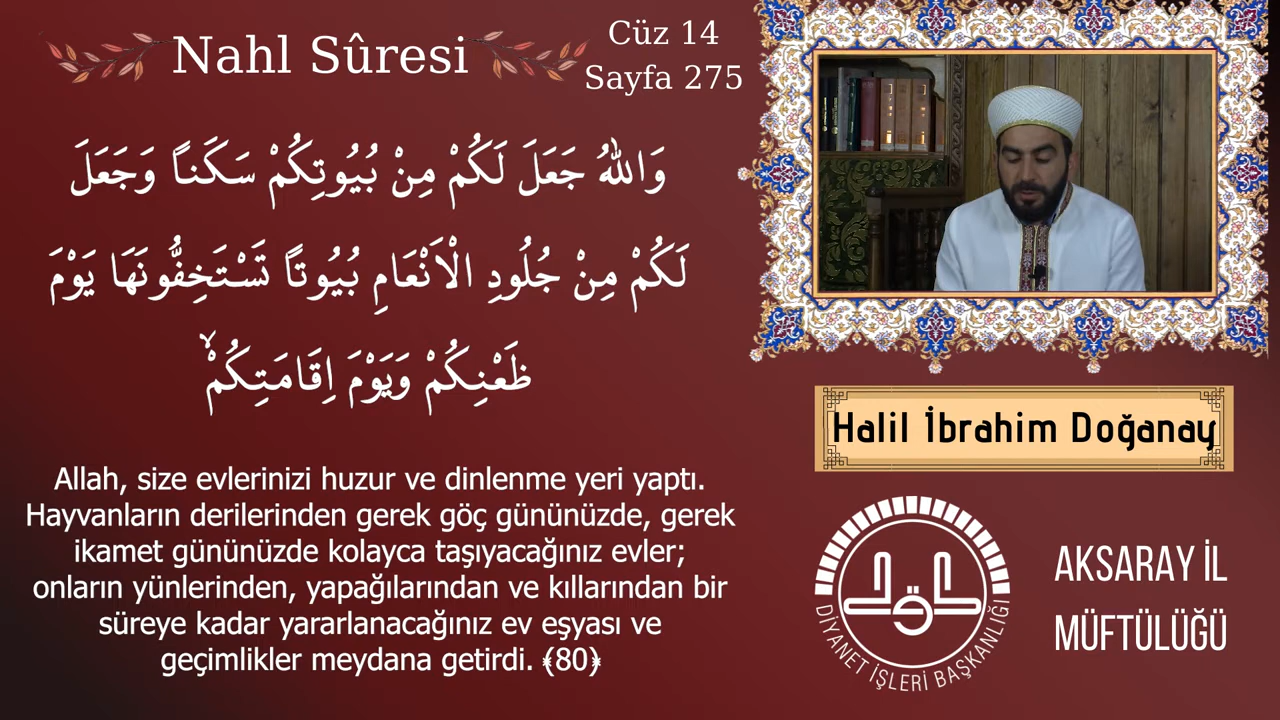 Nahl Sûresi
Cüz 14
Sayfa 275
وَاللّٰهُ جَعَلَ لَكُمْ مِنْ بُيُوتِكُمْ سَكَنًا وَجَعَلَ
لَكُمْ مِنْ جُلُودِ الْاَنْعَامِ بُيُوتًا تَسْتَخِفُّونَهَا يَوْمَ
ظَعْنِكُمْ وَيَوْمَ اِقَامَتِكُمْۙ
Allah, size evlerinizi huzur ve dinlenme yeri yaptı.
Hayvanların derilerinden gerek göç gününüzde, gerek
ikamet gününüzde kolayca taşıyacağınız evler;
onların yünlerinden, yapağılarından ve kıllarından bir
süreye kadar yararlanacağınız ev eşyası ve
geçimlikler meydana getirdi. ﴾80﴿
Halil İbrahim Doğanay
DİYANET İŞLERİ BAŞKANLIĞI
AKSARAY İL
MÜFTÜLÜĞÜ